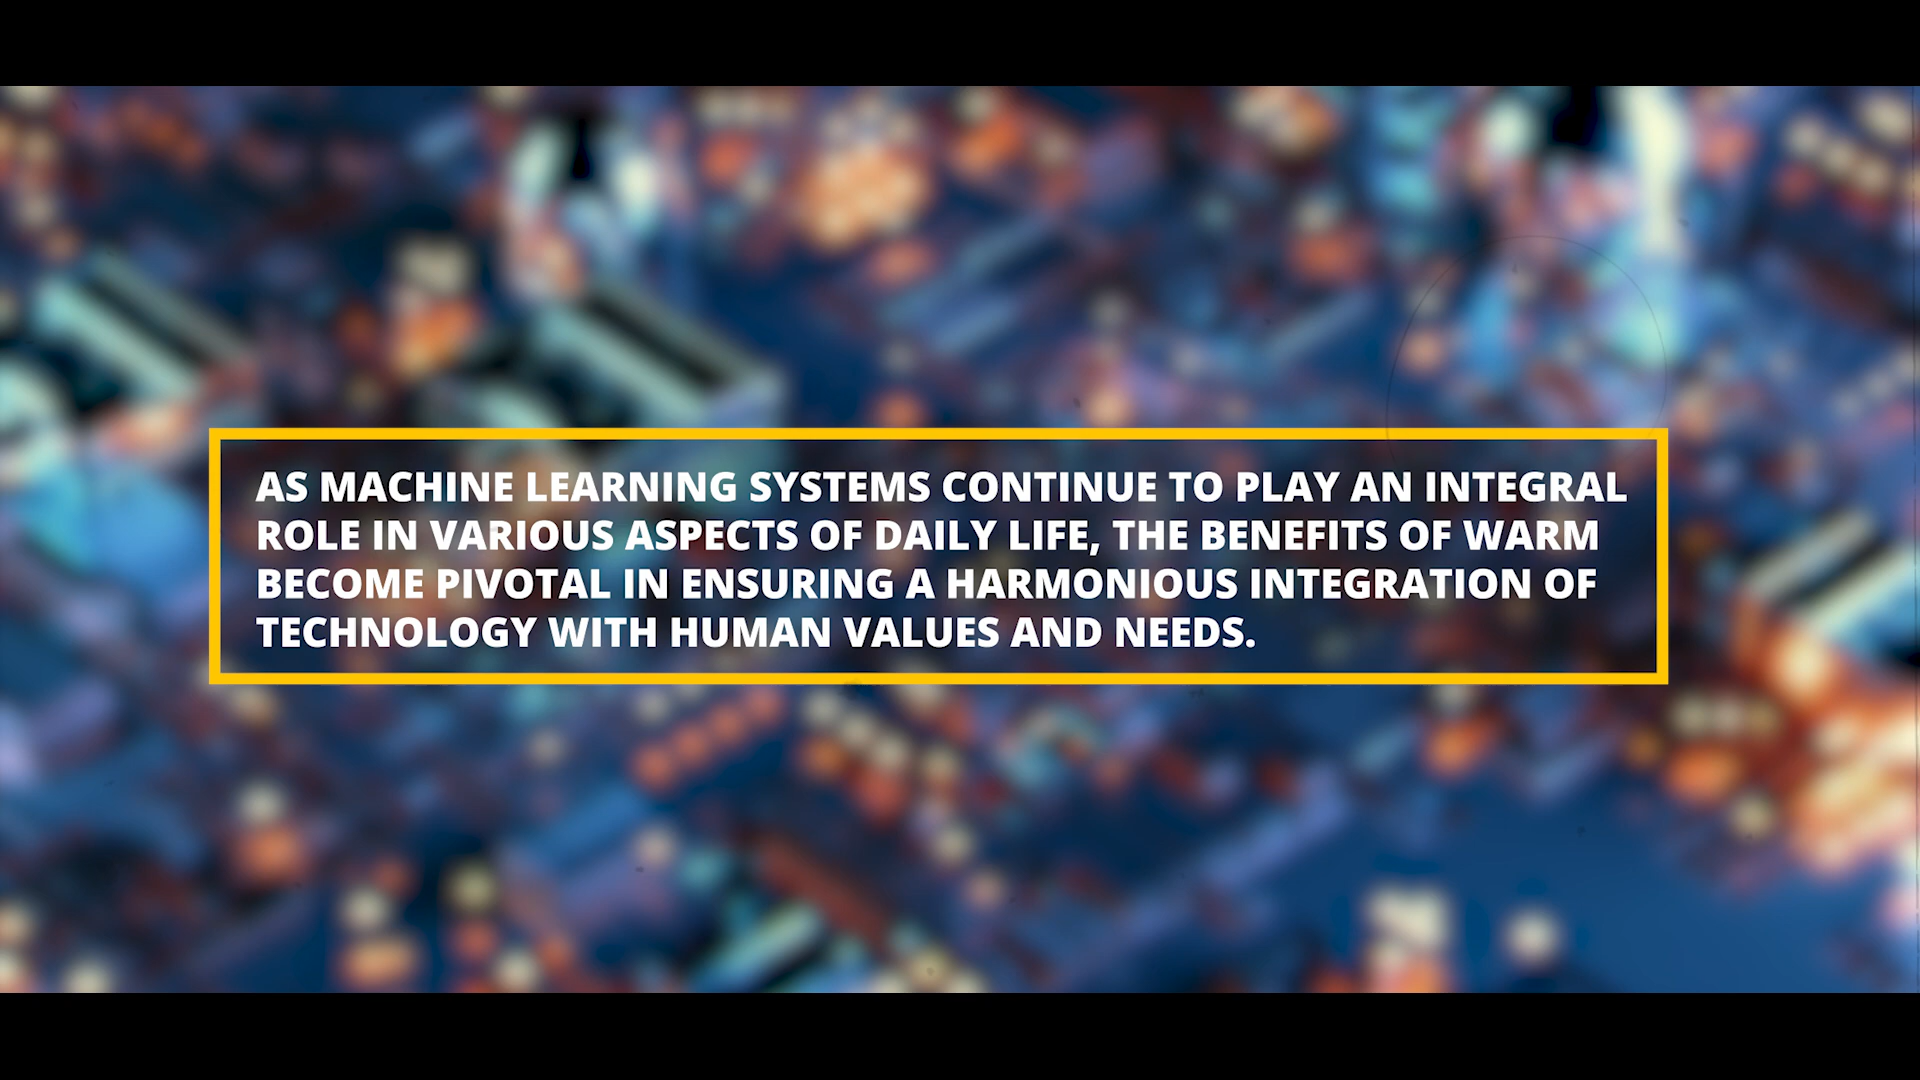 AS MACHINE LEARNING SYSTEMS CONTINUE TO PLAY AN INTEGRAL
ROLE IN VARIOUS ASPECTS OF DAILY LIFE, THE BENEFITS OF WARM
BECOME PIVOTAL IN ENSURING A HARMONIOUS INTEGRATION OF
TECHNOLOGY WITH HUMAN VALUES AND NEEDS.